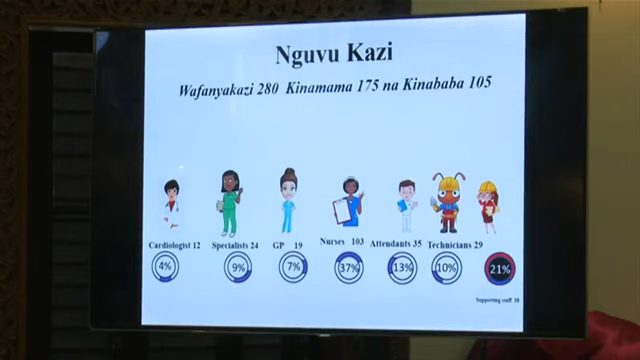 Nguvu Kazi
Wafanyakazi 280 Kinamama 175 na Kinababa 105
Cardiologist 12 Specialists 24 GP 19 Nurses 103 Attendants 35 Technicians 29
4% 9% 7% 37% 13% 10% 21%
Supporting staff 58